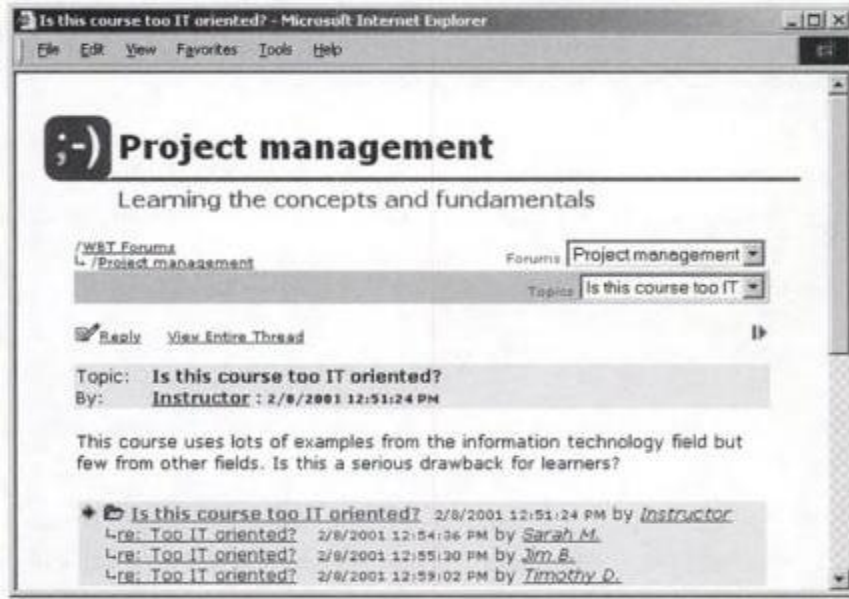 Is this course too IT oriented? - Microsoft Internet Explorer
File Edit View Favorites Tools Help
;-) Project management
Learning the concepts and fundamentals
/WBT Forums
/Project management
Forums Project management
Topics Is this course too IT
Reply View Entire Thread
Topic: Is this course too IT oriented?
By: Instructor : 2/8/2001 12:51:24 PM
This course uses lots of examples from the information technology field but
few from other fields. Is this a serious drawback for learners?
Is this course too IT oriented? 2/8/2001 12:51:24 PM by Instructor
re: Too IT oriented? 2/8/2001 12:54:36 PM by Sarah M.
re: Too IT oriented? 2/8/2001 12:55:30 PM by Jim B.
re: Too IT oriented? 2/8/2001 12:59:02 PM by Timothy D.